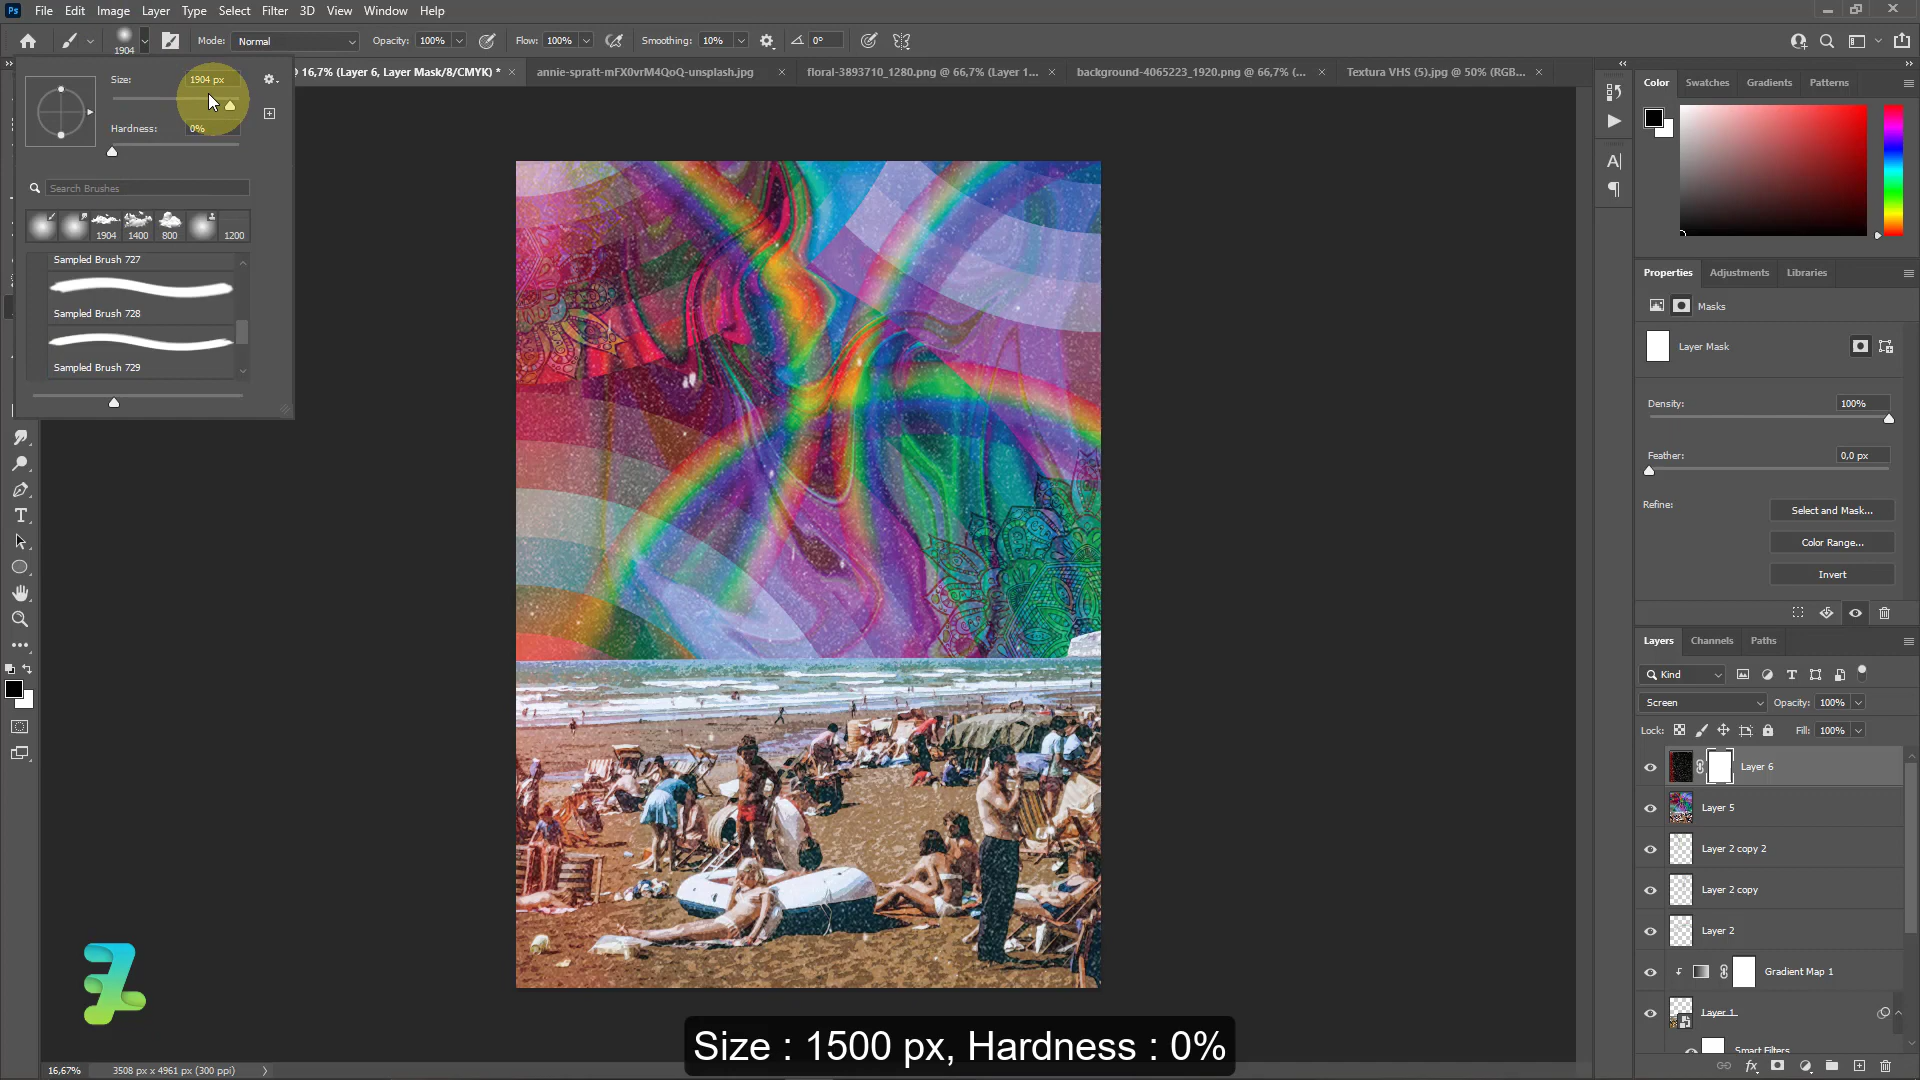 Ps File Edit Image Layer Type Select Filter 3D View Window Help
1904 Mode: Normal Opacity: 100% Flow: 100% Smoothing: 10% 0°
@ 16,7% (Layer 6, Layer Mask/8/CMYK) * annie-spratt-mFX0vrM4QoQ-unsplash.jpg floral-3893710_1280.png @ 66,7% (Layer 1... background-4065223_1920.png @ 66,7% (... Textura VHS (5).jpg @ 50% (RGB...
Size: 1904 px
Hardness: 0%
Search Brushes
1904 1400 800 1200
Sampled Brush 727
Sampled Brush 728
Sampled Brush 729
Color Swatches Gradients Patterns
Properties Adjustments Libraries
Masks
Layer Mask
Density: 100%
Feather: 0,0 px
Refine: Select and Mask...
Color Range...
Invert
Layers Channels Paths
Kind
Screen Opacity: 100%
Lock: Fill: 100%
Layer 6
Layer 5
Layer 2 copy 2
Layer 2 copy
Layer 2
Gradient Map 1
Layer 1
Smart Filters
Size : 1500 px, Hardness : 0%
16,67% 3508 px x 4961 px (300 ppi)